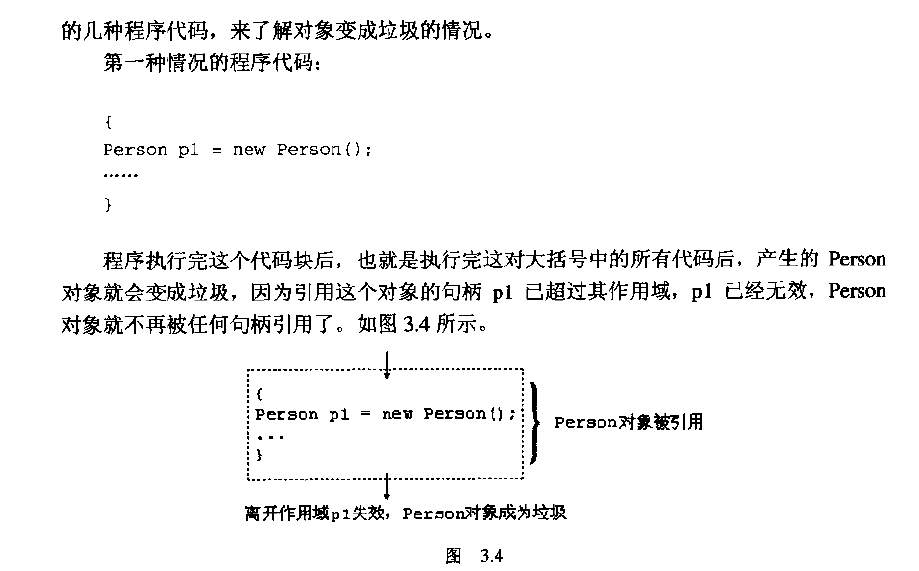 的几种程序代码，来了解对象变成垃圾的情况。
第一种情况的程序代码：
{
Person p1 = new Person();
……
}
程序执行完这个代码块后，也就是执行完这对大括号中的所有代码后，产生的 Person
对象就会变成垃圾，因为引用这个对象的句柄 p1 已超过其作用域，p1 已经无效，Person
对象就不再被任何句柄引用了。如图 3.4 所示。
{
Person p1 = new Person();
...
}
Person对象被引用
离开作用域p1失效，Person对象成为垃圾
图 3.4